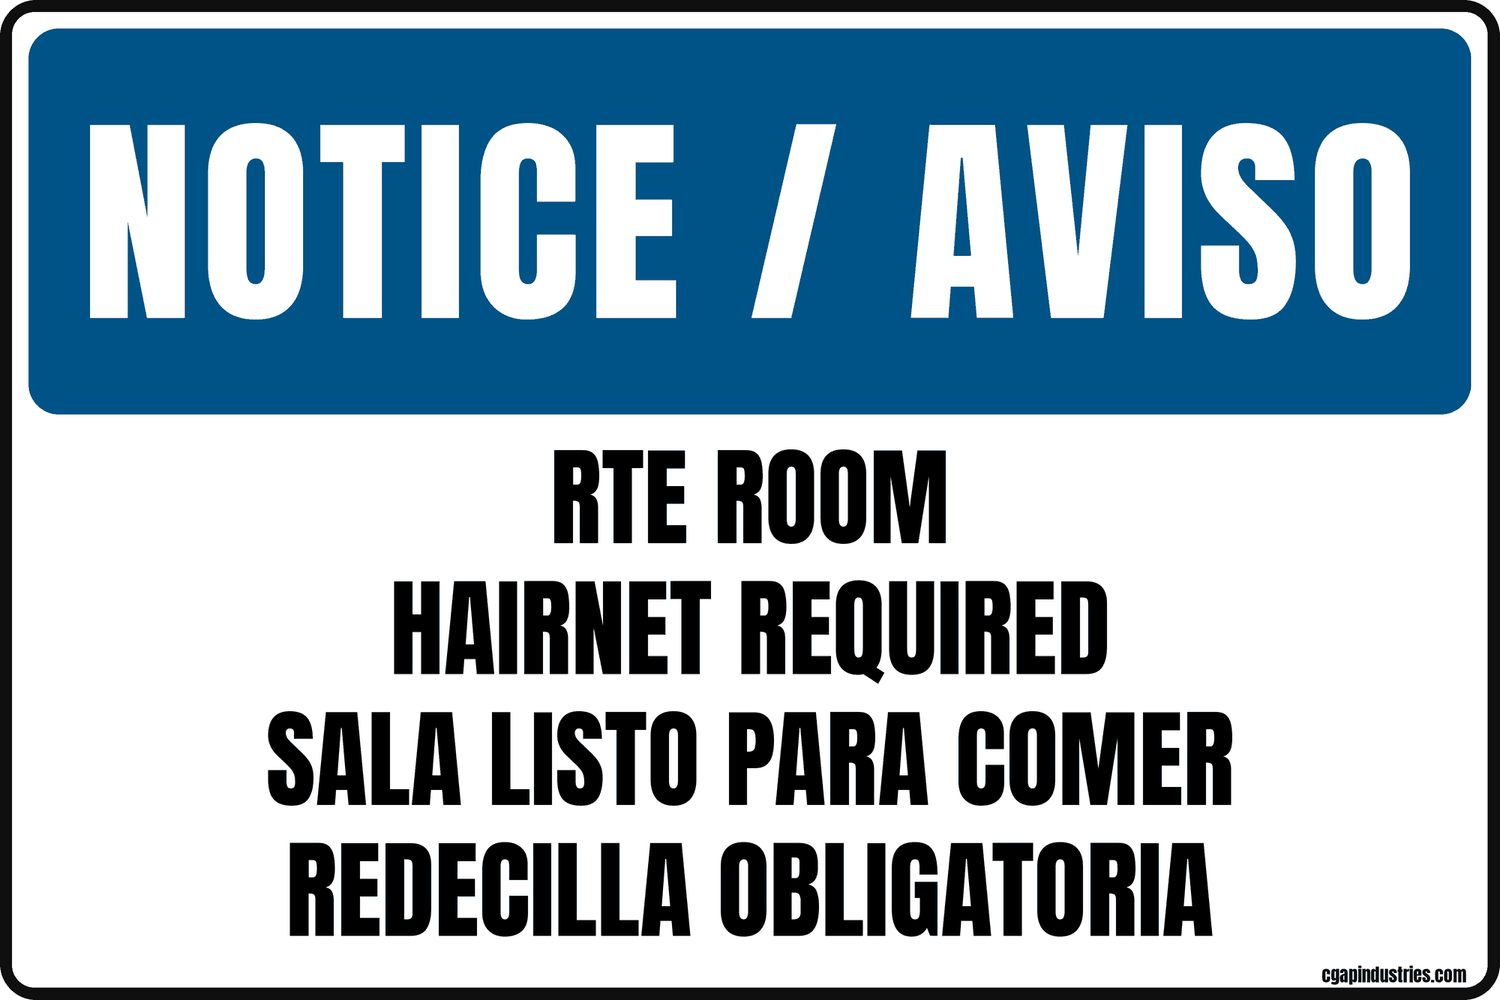 NOTICE / AVISO
RTE ROOM
HAIRNET REQUIRED
SALA LISTO PARA COMER
REDECILLA OBLIGATORIA
cgapindustries.com